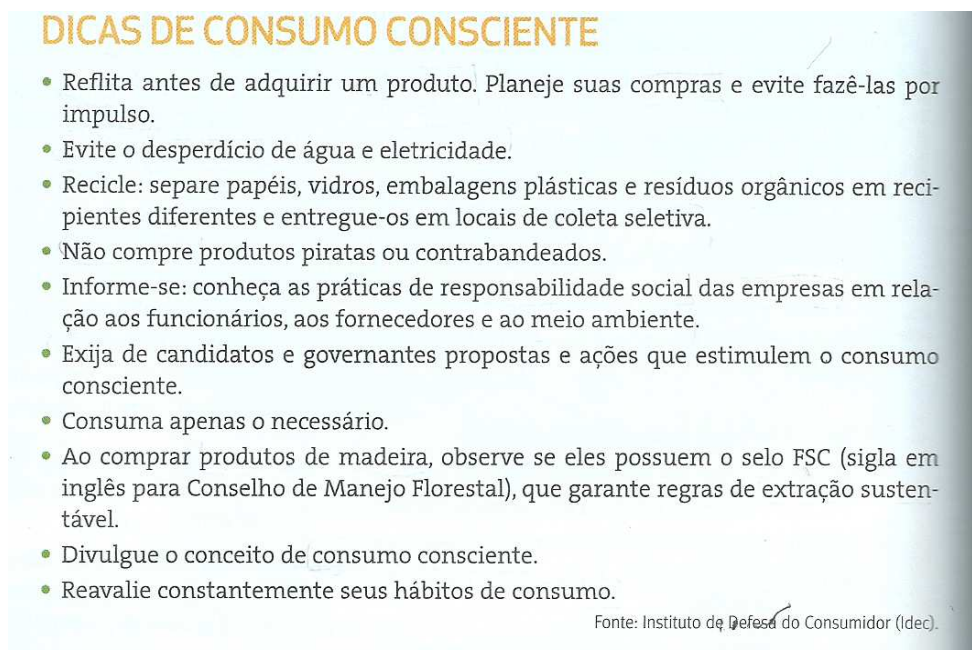 DICAS DE CONSUMO CONSCIENTE
• Reflita antes de adquirir um produto. Planeje suas compras e evite fazê-las por
impulso.
• Evite o desperdício de água e eletricidade.
• Recicle: separe papéis, vidros, embalagens plásticas e resíduos orgânicos em reci-
pientes diferentes e entregue-os em locais de coleta seletiva.
• Não compre produtos piratas ou contrabandeados.
• Informe-se: conheça as práticas de responsabilidade social das empresas em rela-
ção aos funcionários, aos fornecedores e ao meio ambiente.
• Exija de candidatos e governantes propostas e ações que estimulem o consumo
consciente.
• Consuma apenas o necessário.
• Ao comprar produtos de madeira, observe se eles possuem o selo FSC (sigla em
inglês para Conselho de Manejo Florestal), que garante regras de extração susten-
tável.
• Divulgue o conceito de consumo consciente.
• Reavalie constantemente seus hábitos de consumo.
Fonte: Instituto de Defesa do Consumidor (Idec).